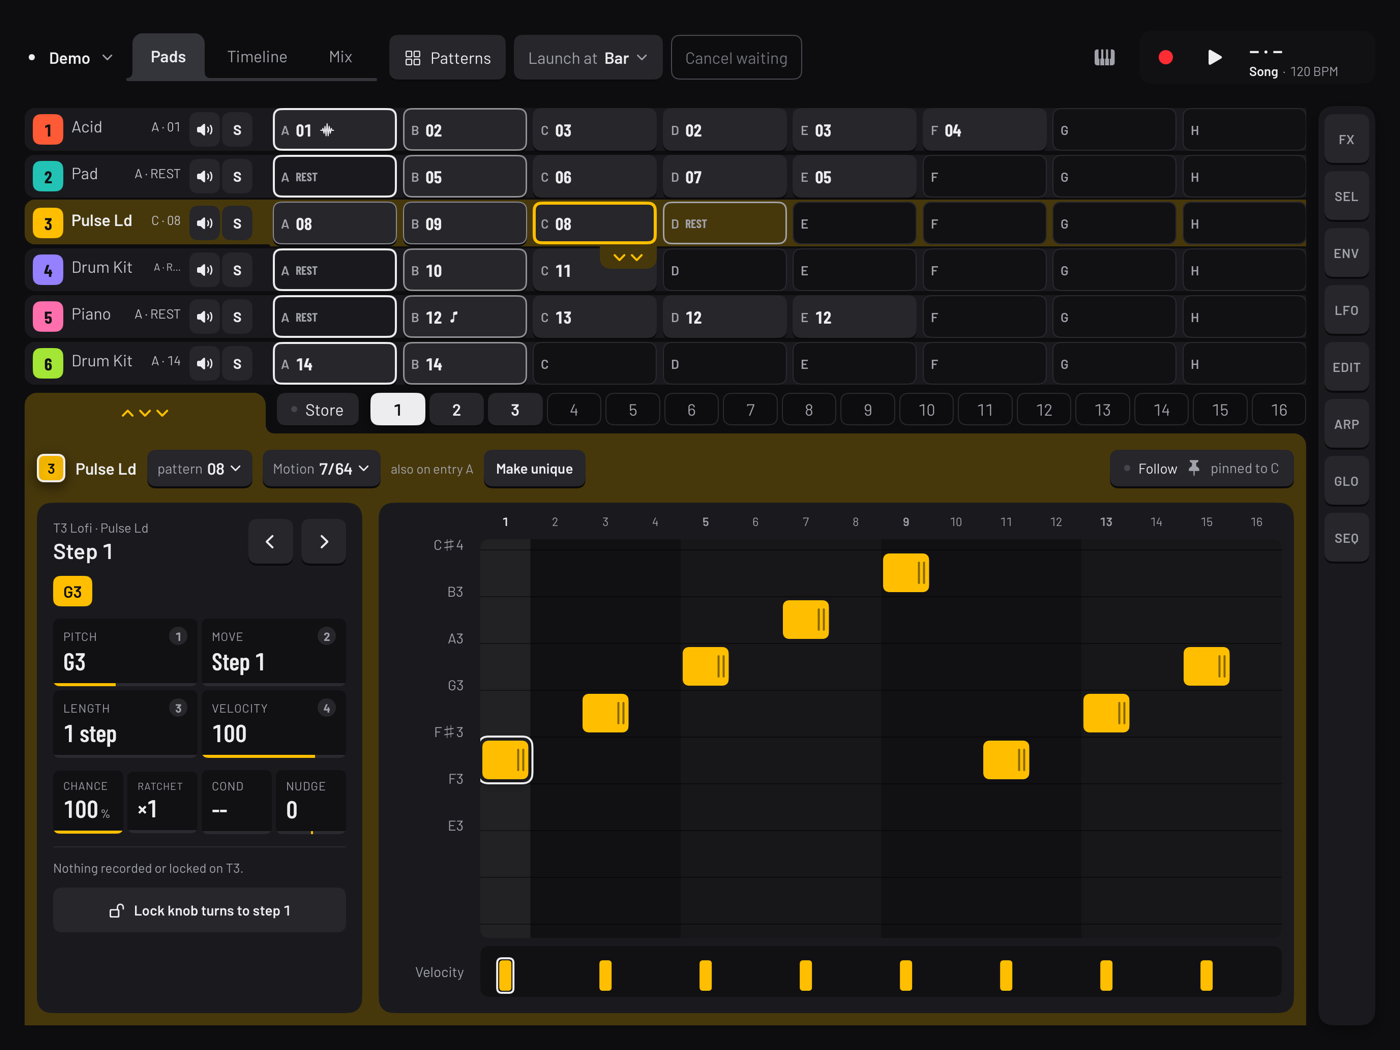 Demo Pads Timeline Mix Patterns Launch at Bar Cancel waiting
Song · 120 BPM
1 Acid A · 01 S A 01 B 02 C 03 D 02 E 03 F 04 G H
2 Pad A · REST S A REST B 05 C 06 D 07 E 05 F G H
3 Pulse Ld C · 08 S A 08 B 09 C 08 D REST E F G H
4 Drum Kit A · R... S A REST B 10 C 11 D E F G H
5 Piano A · REST S A REST B 12 C 13 D 12 E 12 F G H
6 Drum Kit A · 14 S A 14 B 14 C D E F G H
Store 1 2 3 4 5 6 7 8 9 10 11 12 13 14 15 16
3 Pulse Ld pattern 08 Motion 7/64 also on entry A Make unique Follow pinned to C
T3 Lofi · Pulse Ld
Step 1
G3
PITCH 1
G3
MOVE 2
Step 1
LENGTH 3
1 step
VELOCITY 4
100
CHANCE
100 %
RATCHET
×1
COND
--
NUDGE
0
Nothing recorded or locked on T3.
Lock knob turns to step 1
1 2 3 4 5 6 7 8 9 10 11 12 13 14 15 16
C♯4
B3
A3
G3
F♯3
F3
E3
Velocity
FX
SEL
ENV
LFO
EDIT
ARP
GLO
SEQ